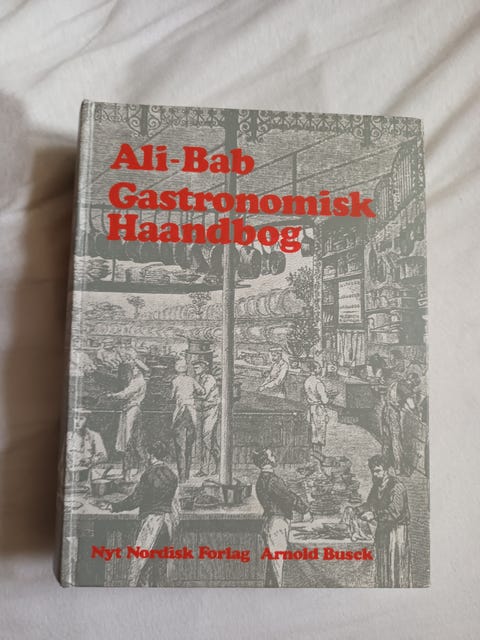 Ali-Bab
Gastronomisk
Haandbog
Nyt Nordisk Forlag Arnold Busck